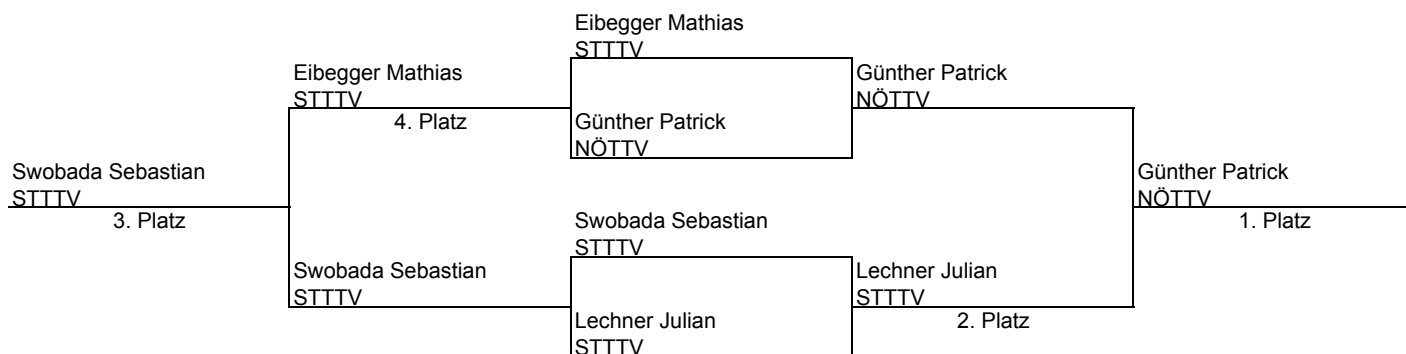 Eibegger Mathias
STTTV
Eibegger Mathias
STTTV
4. Platz
Günther Patrick
NÖTTV
Günther Patrick
NÖTTV
Swobada Sebastian
STTTV
3. Platz
Günther Patrick
NÖTTV
1. Platz
Swobada Sebastian
STTTV
Swobada Sebastian
STTTV
Lechner Julian
STTTV
2. Platz
Lechner Julian
STTTV